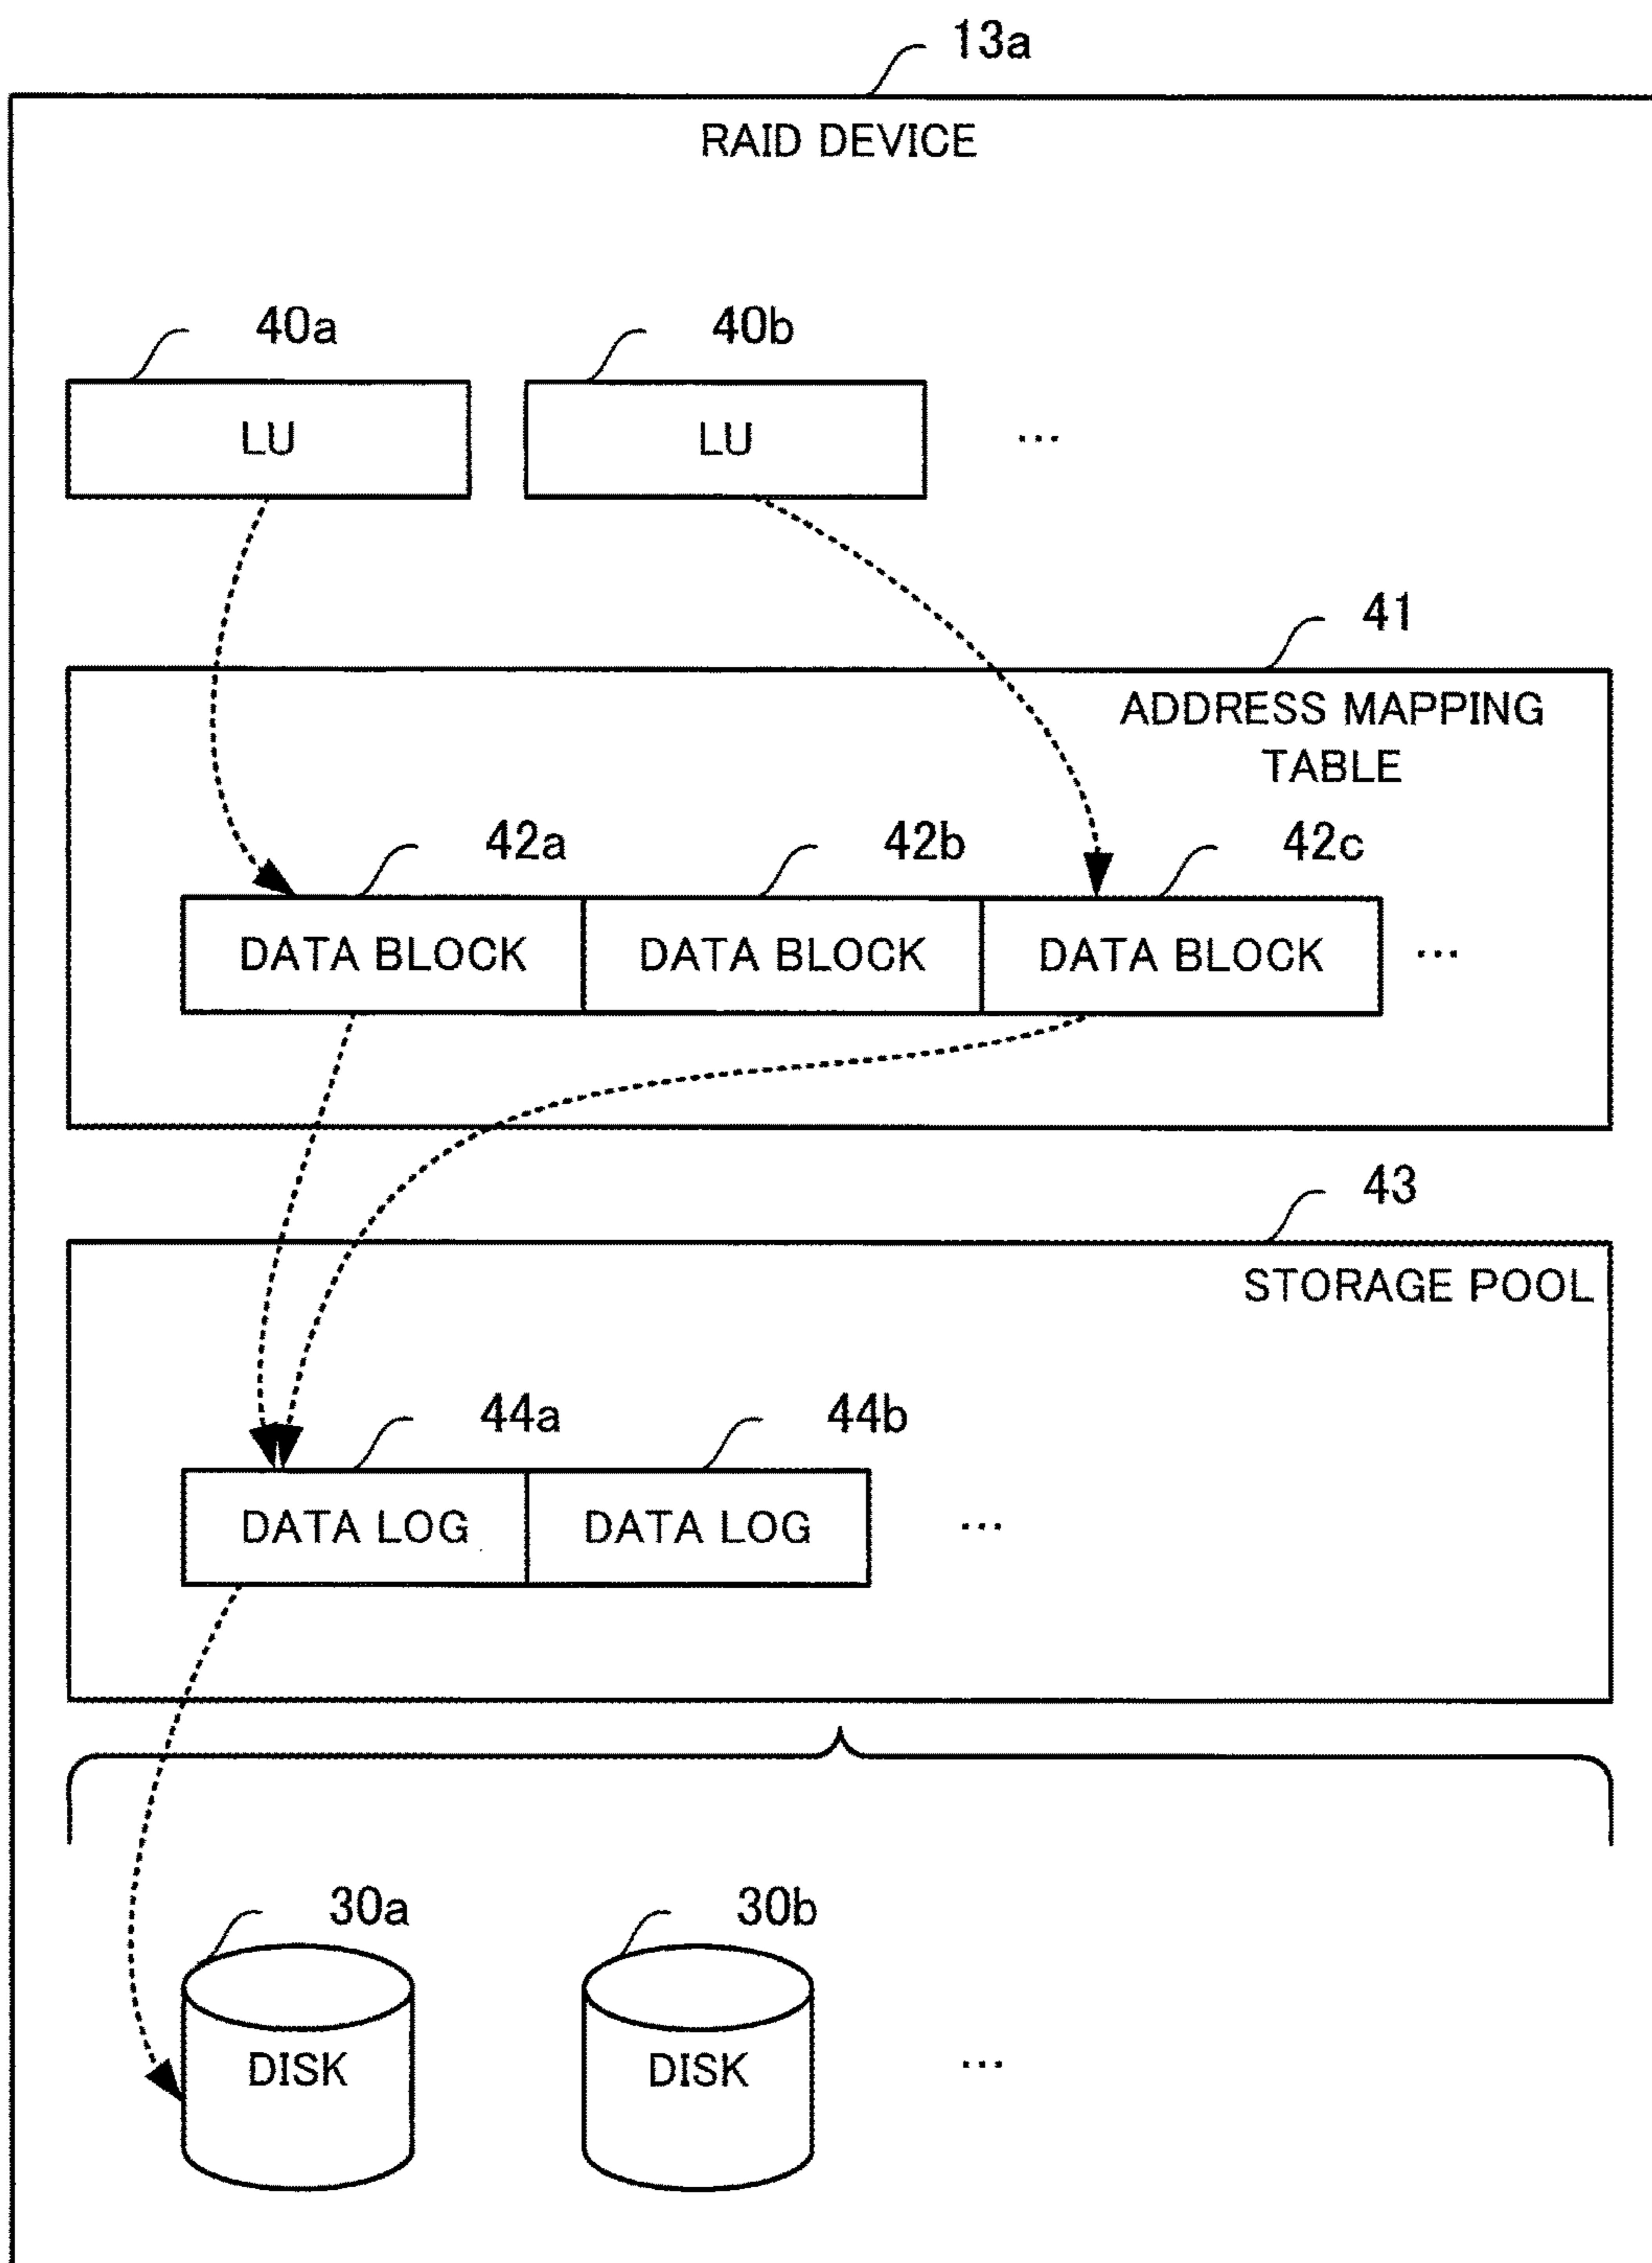 13a
RAID DEVICE
40a
40b
LU
LU
...
41
ADDRESS MAPPING
TABLE
42a
42b
42c
DATA BLOCK
DATA BLOCK
DATA BLOCK
...
43
STORAGE POOL
44a
44b
DATA LOG
DATA LOG
...
30a
30b
DISK
DISK
...